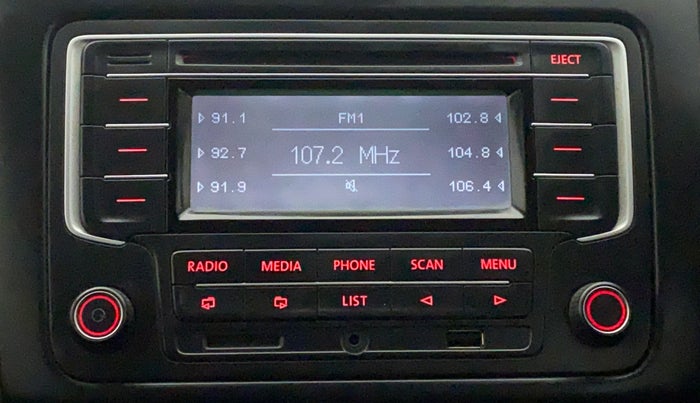 EJECT
91.1 FM1 102.8
92.7 107.2 MHz 104.8
91.9 106.4
RADIO MEDIA PHONE SCAN MENU
LIST